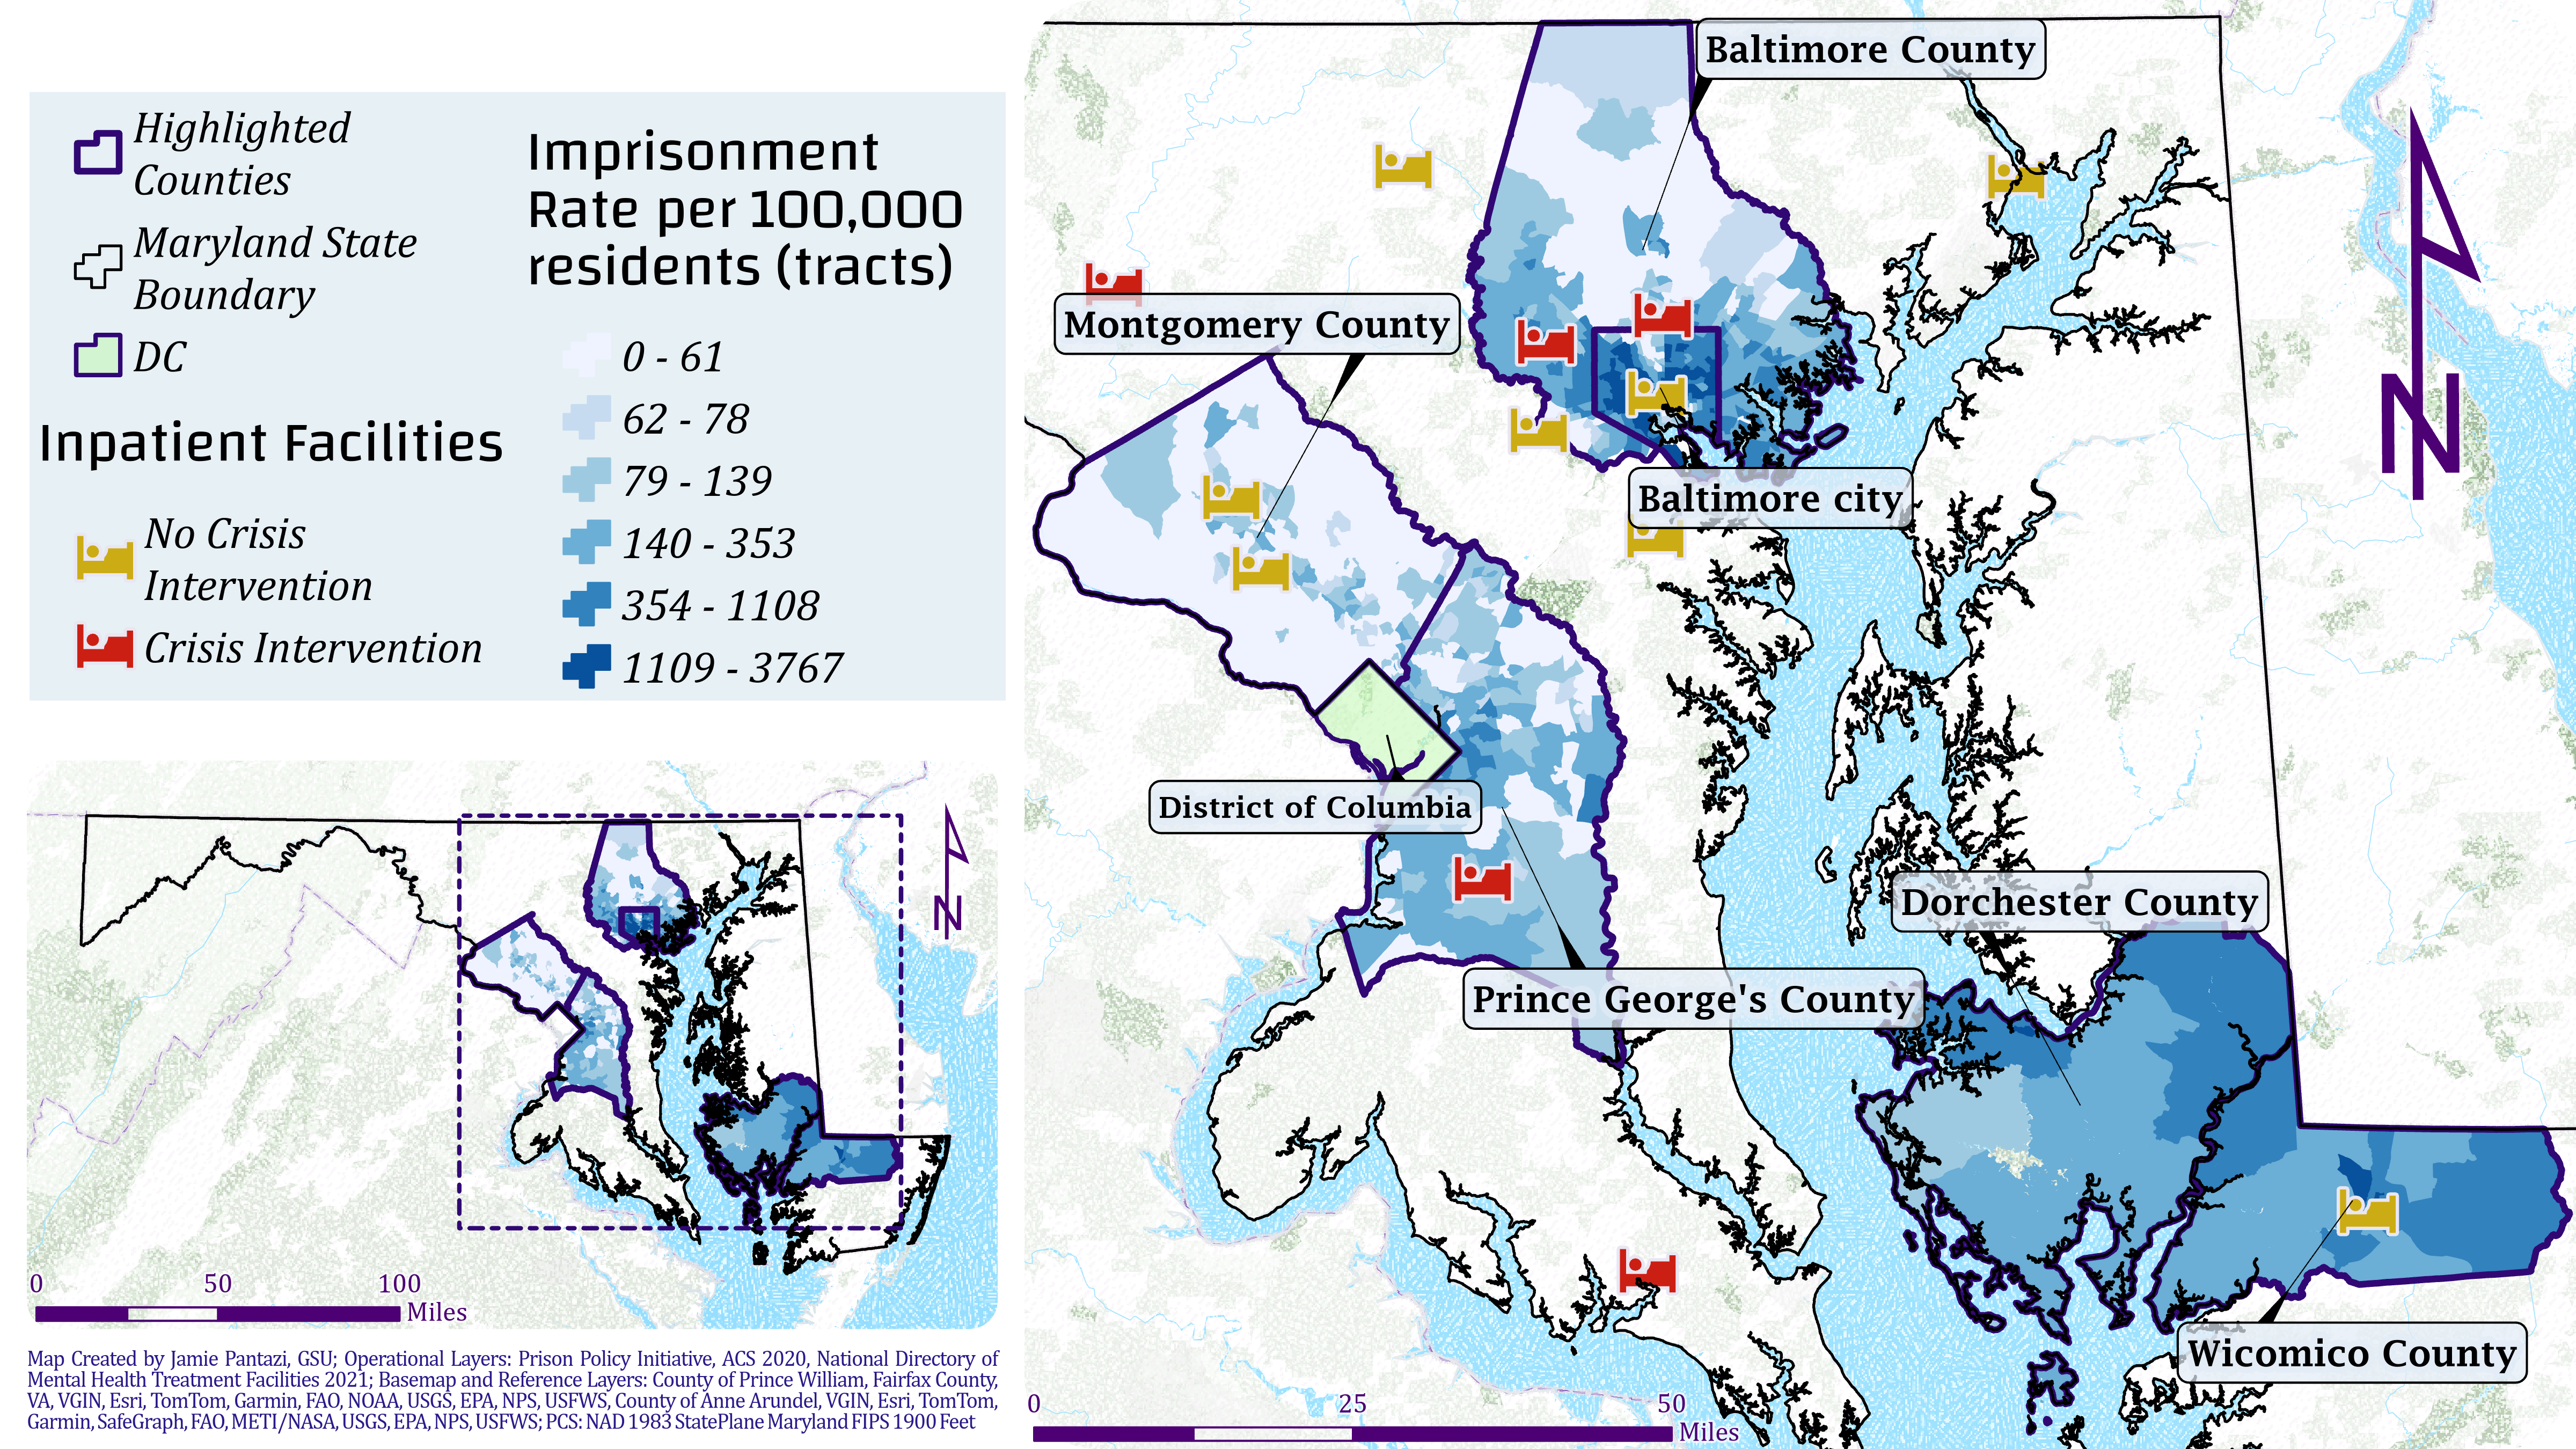 Highlighted
Counties
Maryland State
Boundary
DC
Inpatient Facilities
No Crisis
Intervention
Crisis Intervention
Imprisonment
Rate per 100,000
residents (tracts)
0 - 61
62 - 78
79 - 139
140 - 353
354 - 1108
1109 - 3767
N
0 50 100
Miles
Map Created by Jamie Pantazi, GSU; Operational Layers: Prison Policy Initiative, ACS 2020, National Directory of
Mental Health Treatment Facilities 2021; Basemap and Reference Layers: County of Prince William, Fairfax County,
VA, VGIN, Esri, TomTom, Garmin, FAO, NOAA, USGS, EPA, NPS, USFWS, County of Anne Arundel, VGIN, Esri, TomTom,
Garmin, SafeGraph, FAO, METI/NASA, USGS, EPA, NPS, USFWS; PCS: NAD 1983 StatePlane Maryland FIPS 1900 Feet
Baltimore County
Montgomery County
N
Baltimore city
District of Columbia
Dorchester County
Prince George's County
Wicomico County
0 25 50
Miles